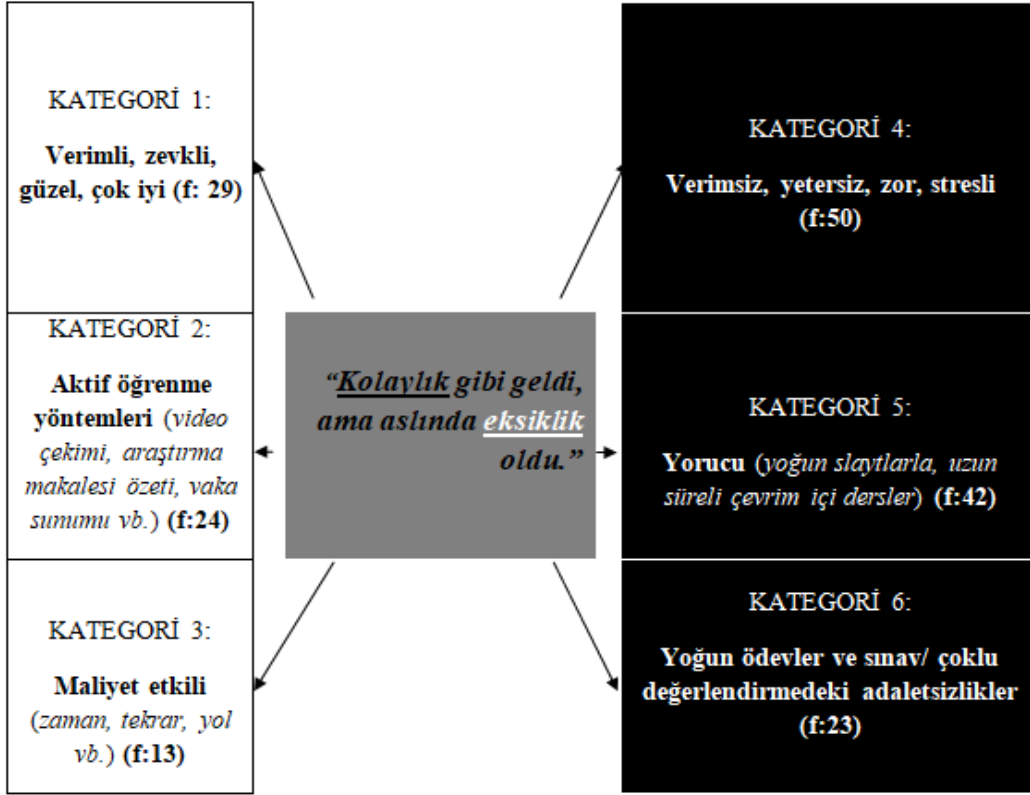 KATEGORİ 1:
Verimli, zevkli,
güzel, çok iyi (f: 29)
KATEGORİ 2:
Aktif öğrenme
yöntemleri (video
çekimi, araştırma
makalesi özeti, vaka
sunumu vb.) (f:24)
KATEGORİ 3:
Maliyet etkili
(zaman, tekrar, yol
vb.) (f:13)
“Kolaylık gibi geldi,
ama aslında eksiklik
oldu.”
KATEGORİ 4:
Verimsiz, yetersiz, zor, stresli
(f:50)
KATEGORİ 5:
Yorucu (yoğun slaytlarla, uzun
süreli çevrim içi dersler) (f:42)
KATEGORİ 6:
Yoğun ödevler ve sınav/ çoklu
değerlendirmedeki adaletsizlikler
(f:23)